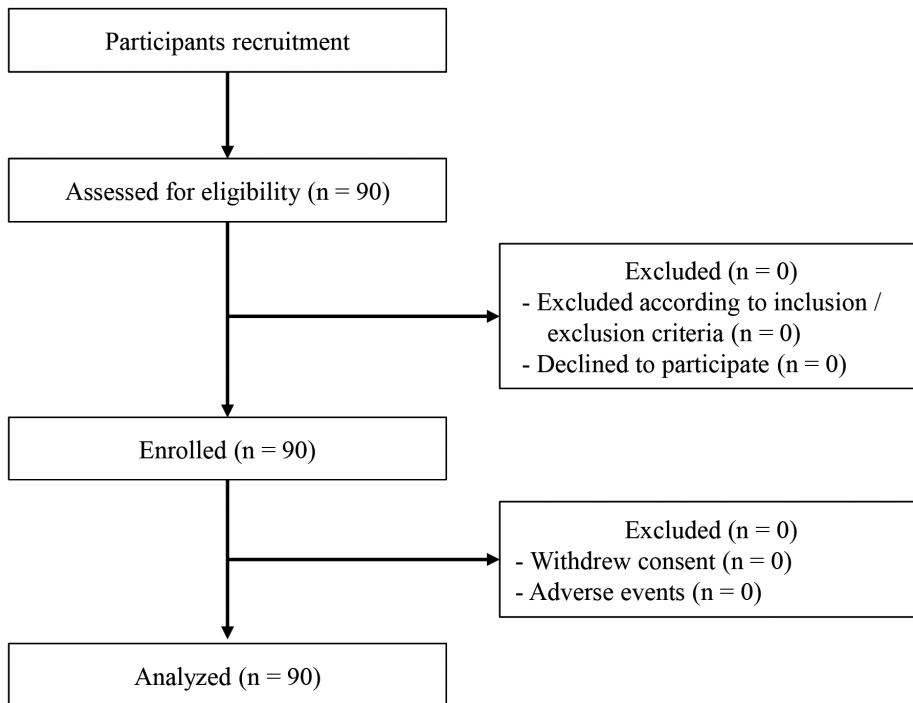 Participants recruitment
Assessed for eligibility (n = 90)
Excluded (n = 0)
- Excluded according to inclusion /
exclusion criteria (n = 0)
- Declined to participate (n = 0)
Enrolled (n = 90)
Excluded (n = 0)
- Withdrew consent (n = 0)
- Adverse events (n = 0)
Analyzed (n = 90)